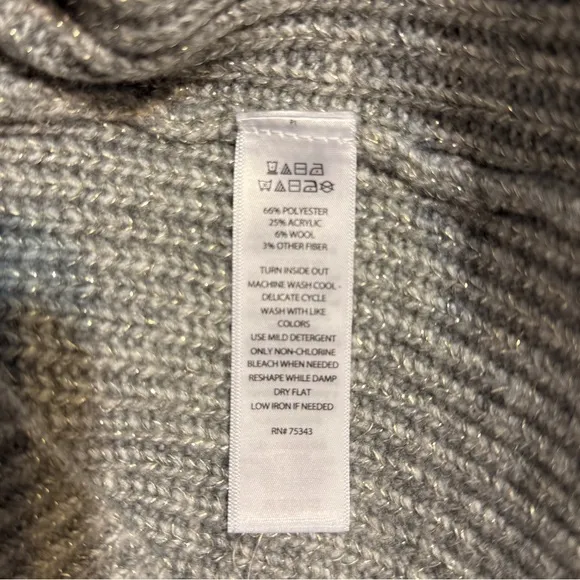 66% POLYESTER
25% ACRYLIC
6% WOOL
3% OTHER FIBER
TURN INSIDE OUT
MACHINE WASH COOL -
DELICATE CYCLE
WASH WITH LIKE
COLORS
USE MILD DETERGENT
ONLY NON-CHLORINE
BLEACH WHEN NEEDED
RESHAPE WHILE DAMP
DRY FLAT
LOW IRON IF NEEDED
RN# 75343